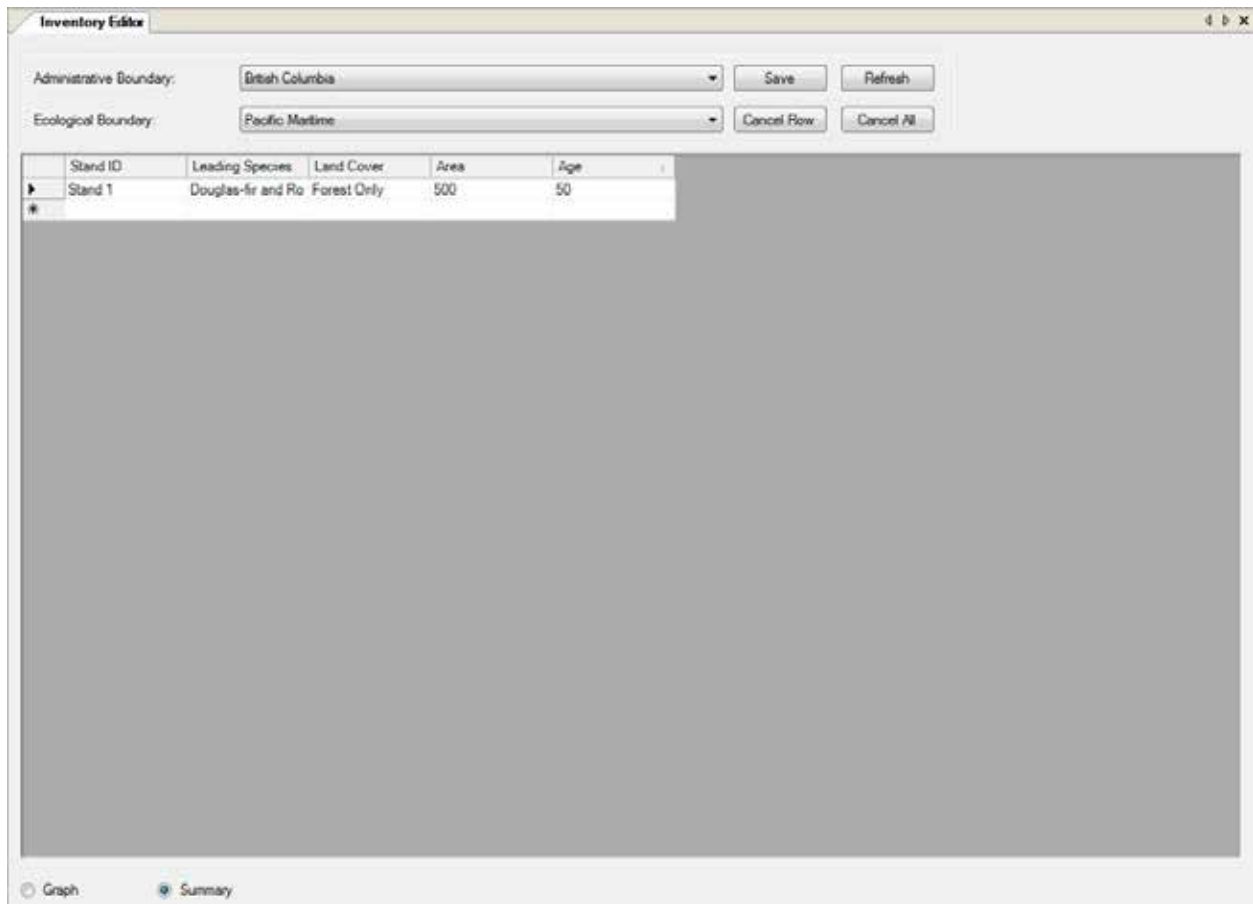 Inventory Editor
Administrative Boundary: British Columbia Save Refresh
Ecological Boundary: Pacific Maritime Cancel Row Cancel All
Stand ID Leading Species Land Cover Area Age
Stand 1 Douglas-fir and Ro Forest Only 500 50
Graph Summary